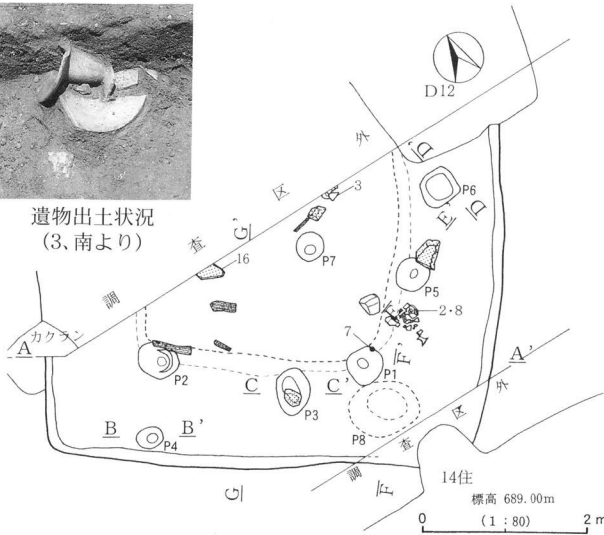 遺物出土状況
(3、南より)
D12
調査区外
3
D'
P6
D
E'
G'
16
P7
P5
2・8
カクラン
A
7
F'
A'
P2
C
C'
P1
P3
P8
B
B'
P4
調査区外
G
F
14住
標高 689.00m
0
(1:80)
2m